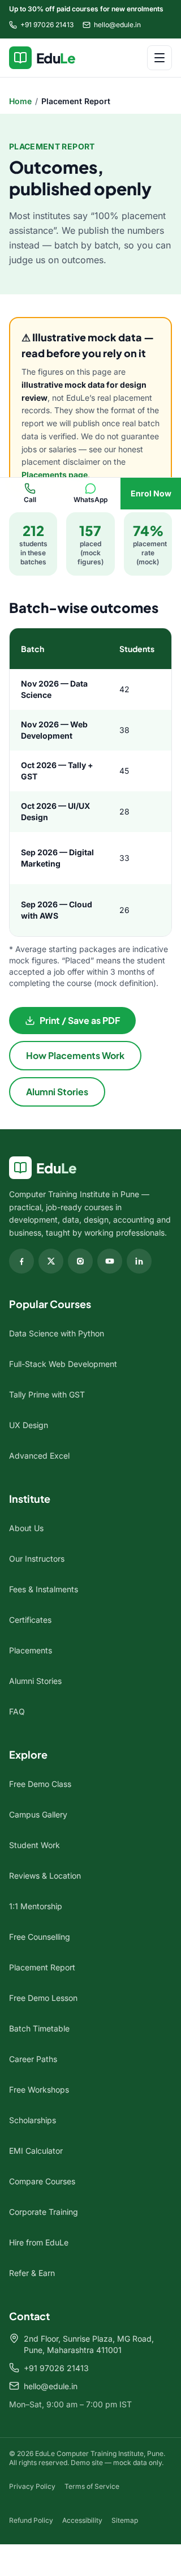 Up to 30% off paid courses for new enrolments
+91 97026 21413 hello@edule.in
EduLe
Home / Placement Report
PLACEMENT REPORT
Outcomes,
published openly
Most institutes say “100% placement
assistance”. We publish the numbers
instead — batch by batch, so you can
judge us on outcomes.
⚠ Illustrative mock data —
read before you rely on it
The figures on this page are
illustrative mock data for design
review, not EduLe's real placement
records. They show the format of the
report we will publish once verified
data is available. We do not guarantee
jobs or salaries — see our honest
placement disclaimer on the
Placements page.
Call
WhatsApp
Enrol Now
212
students
in these
batches
157
placed
(mock
figures)
74%
placement
rate
(mock)
Batch-wise outcomes
Batch Students
Nov 2026 — Data
Science
42
Nov 2026 — Web
Development
38
Oct 2026 — Tally +
GST
45
Oct 2026 — UI/UX
Design
28
Sep 2026 — Digital
Marketing
33
Sep 2026 — Cloud
with AWS
26
* Average starting packages are indicative
mock figures. “Placed” means the student
accepted a job offer within 3 months of
completing the course (mock definition).
Print / Save as PDF
How Placements Work
Alumni Stories
EduLe
Computer Training Institute in Pune —
practical, job-ready courses in
development, data, design, accounting and
business, taught by working professionals.
Popular Courses
Data Science with Python
Full-Stack Web Development
Tally Prime with GST
UX Design
Advanced Excel
Institute
About Us
Our Instructors
Fees & Instalments
Certificates
Placements
Alumni Stories
FAQ
Explore
Free Demo Class
Campus Gallery
Student Work
Reviews & Location
1:1 Mentorship
Free Counselling
Placement Report
Free Demo Lesson
Batch Timetable
Career Paths
Free Workshops
Scholarships
EMI Calculator
Compare Courses
Corporate Training
Hire from EduLe
Refer & Earn
Contact
2nd Floor, Sunrise Plaza, MG Road,
Pune, Maharashtra 411001
+91 97026 21413
hello@edule.in
Mon–Sat, 9:00 am – 7:00 pm IST
© 2026 EduLe Computer Training Institute, Pune.
All rights reserved. Demo site — mock data only.
Privacy Policy Terms of Service
Refund Policy Accessibility Sitemap